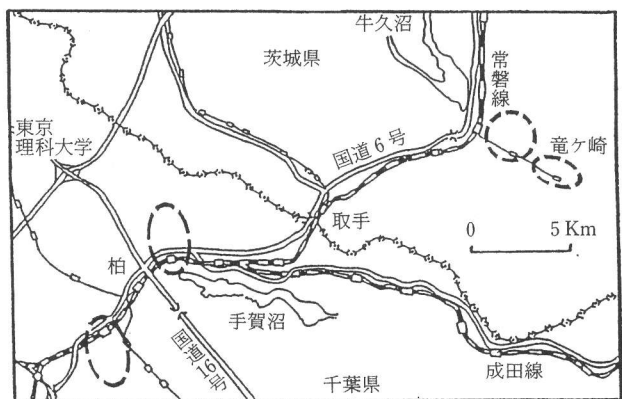 牛久沼
茨城県
常磐線
東京
理科大学
国道6号
竜ケ崎
取手
0 5Km
柏
手賀沼
国道16号
成田線
千葉県